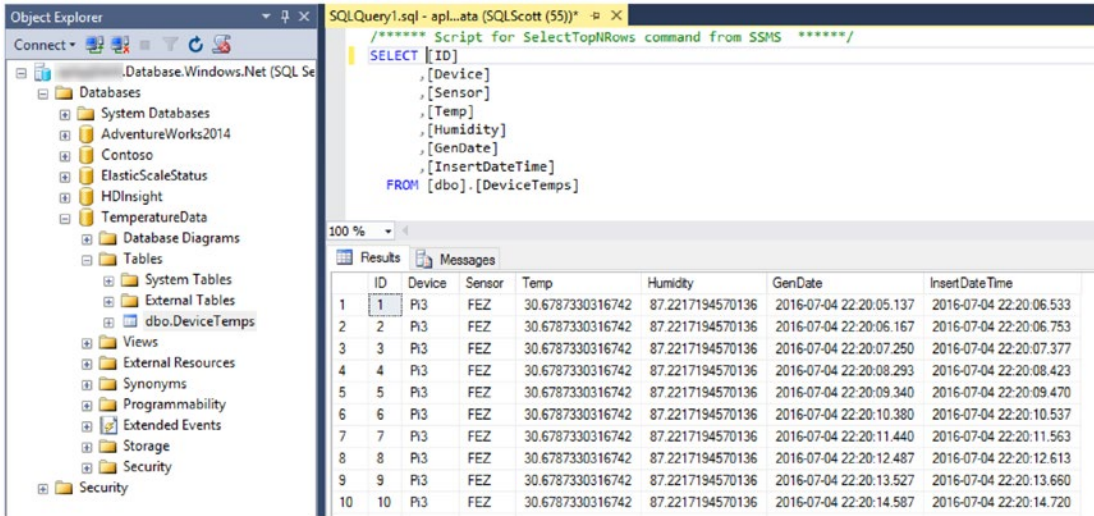 Object Explorer
Connect
.Database.Windows.Net (SQL Se
Databases
System Databases
AdventureWorks2014
Contoso
ElasticScaleStatus
HDInsight
TemperatureData
Database Diagrams
Tables
System Tables
External Tables
dbo.DeviceTemps
Views
External Resources
Synonyms
Programmability
Extended Events
Storage
Security
Security
SQLQuery1.sql - apl...ata (SQLScott (55))*
/****** Script for SelectTopNRows command from SSMS ******/
SELECT [ID]
,[Device]
,[Sensor]
,[Temp]
,[Humidity]
,[GenDate]
,[InsertDateTime]
FROM [dbo].[DeviceTemps]
100 %
Results Messages
ID Device Sensor Temp Humidity GenDate InsertDateTime
1 1 Pi3 FEZ 30.6787330316742 87.2217194570136 2016-07-04 22:20:05.137 2016-07-04 22:20:06.533
2 2 Pi3 FEZ 30.6787330316742 87.2217194570136 2016-07-04 22:20:06.167 2016-07-04 22:20:06.753
3 3 Pi3 FEZ 30.6787330316742 87.2217194570136 2016-07-04 22:20:07.250 2016-07-04 22:20:07.377
4 4 Pi3 FEZ 30.6787330316742 87.2217194570136 2016-07-04 22:20:08.293 2016-07-04 22:20:08.423
5 5 Pi3 FEZ 30.6787330316742 87.2217194570136 2016-07-04 22:20:09.340 2016-07-04 22:20:09.470
6 6 Pi3 FEZ 30.6787330316742 87.2217194570136 2016-07-04 22:20:10.380 2016-07-04 22:20:10.537
7 7 Pi3 FEZ 30.6787330316742 87.2217194570136 2016-07-04 22:20:11.440 2016-07-04 22:20:11.563
8 8 Pi3 FEZ 30.6787330316742 87.2217194570136 2016-07-04 22:20:12.487 2016-07-04 22:20:12.613
9 9 Pi3 FEZ 30.6787330316742 87.2217194570136 2016-07-04 22:20:13.527 2016-07-04 22:20:13.660
10 10 Pi3 FEZ 30.6787330316742 87.2217194570136 2016-07-04 22:20:14.587 2016-07-04 22:20:14.720